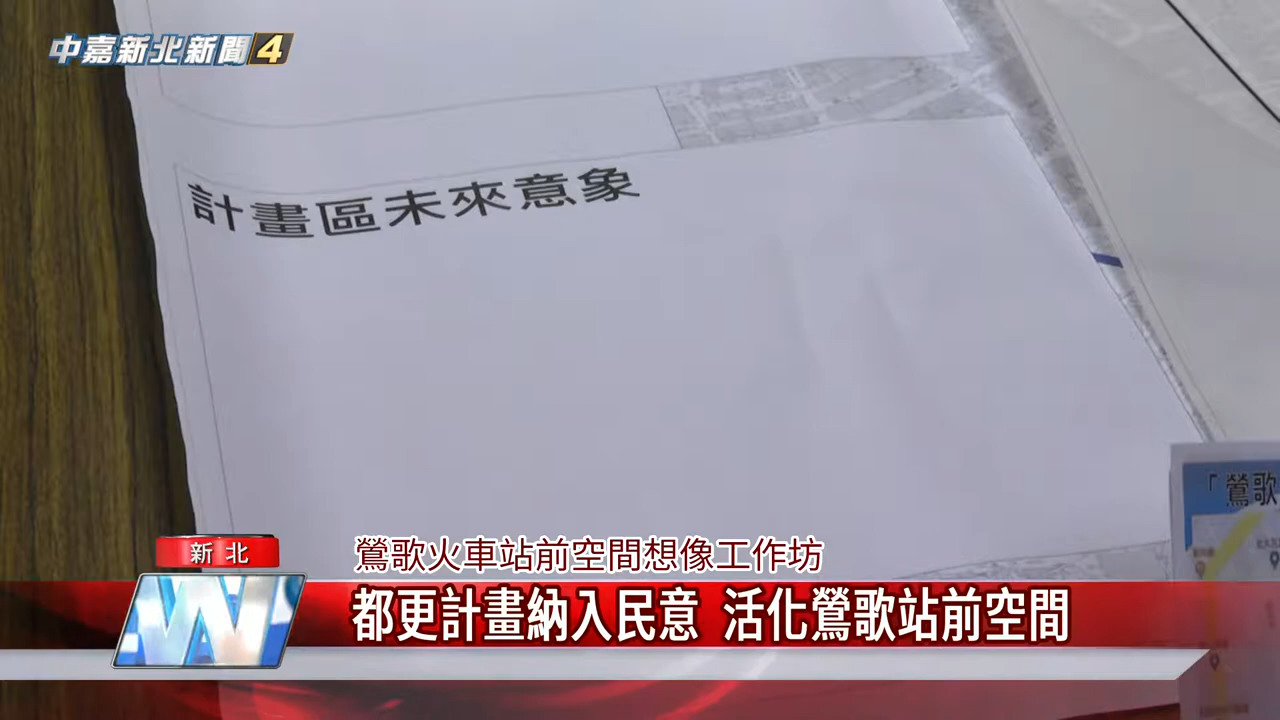 中嘉新北新聞4
計畫區未來意象
「鶯歌
新北
鶯歌火車站前空間想像工作坊
都更計畫納入民意 活化鶯歌站前空間